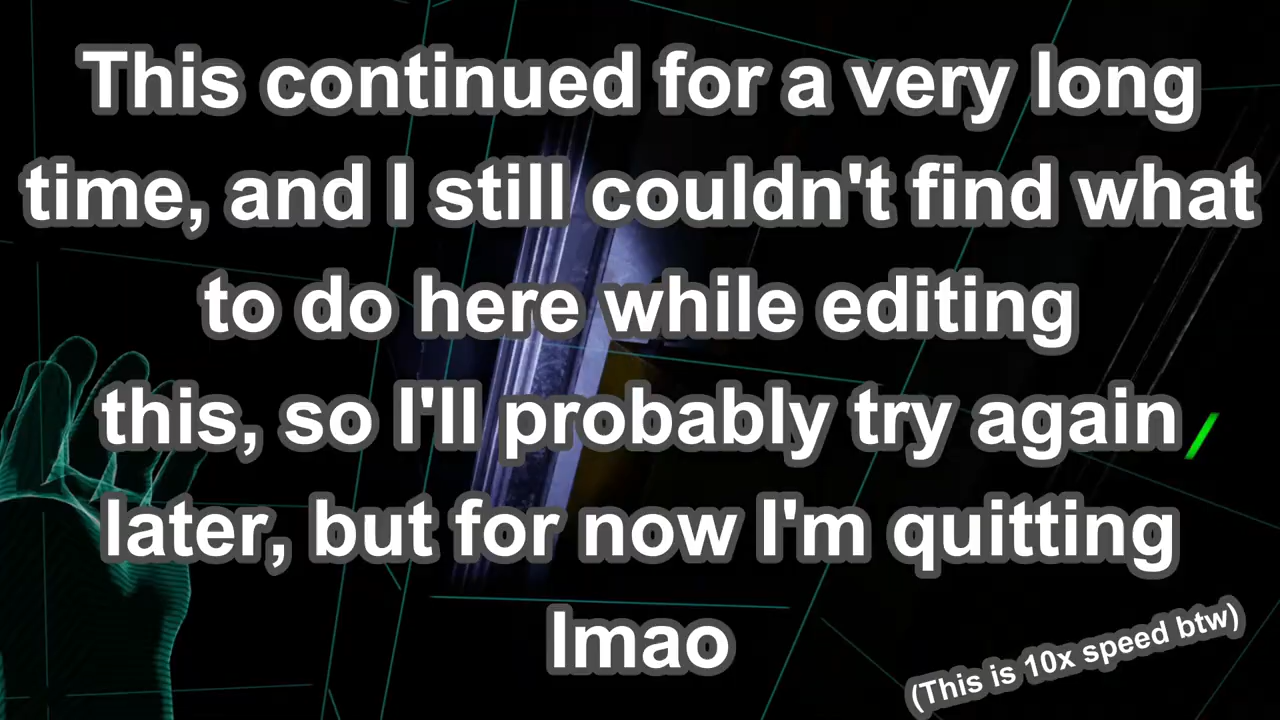 This continued for a very long
time, and I still couldn't find what
to do here while editing
this, so I'll probably try again
later, but for now I'm quitting
lmao
(This is 10x speed btw)